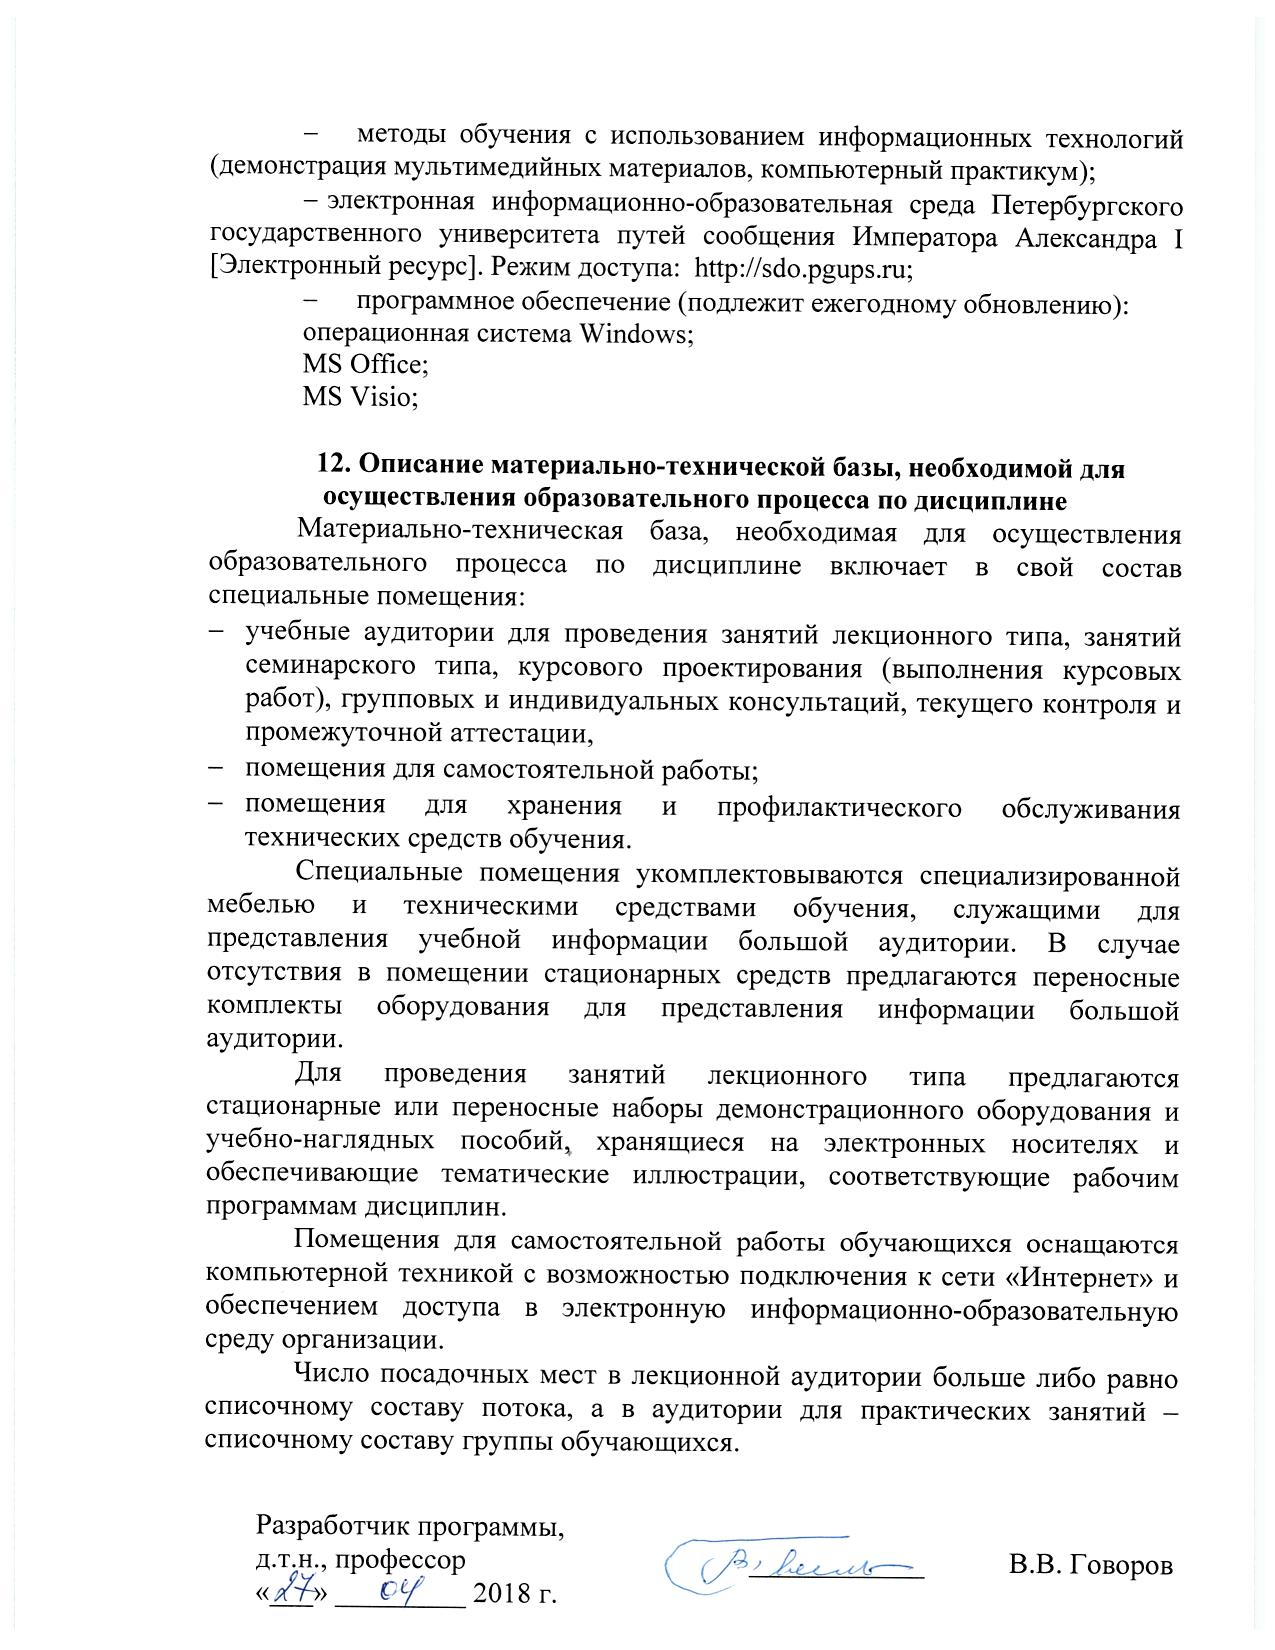 – методы обучения с использованием информационных технологий
(демонстрация мультимедийных материалов, компьютерный практикум);
– электронная информационно-образовательная среда Петербургского
государственного университета путей сообщения Императора Александра I
[Электронный ресурс]. Режим доступа: http://sdo.pgups.ru;
– программное обеспечение (подлежит ежегодному обновлению):
операционная система Windows;
MS Office;
MS Visio;
12. Описание материально-технической базы, необходимой для
осуществления образовательного процесса по дисциплине
Материально-техническая база, необходимая для осуществления
образовательного процесса по дисциплине включает в свой состав
специальные помещения:
– учебные аудитории для проведения занятий лекционного типа, занятий
семинарского типа, курсового проектирования (выполнения курсовых
работ), групповых и индивидуальных консультаций, текущего контроля и
промежуточной аттестации,
– помещения для самостоятельной работы;
– помещения для хранения и профилактического обслуживания
технических средств обучения.
Специальные помещения укомплектовываются специализированной
мебелью и техническими средствами обучения, служащими для
представления учебной информации большой аудитории. В случае
отсутствия в помещении стационарных средств предлагаются переносные
комплекты оборудования для представления информации большой
аудитории.
Для проведения занятий лекционного типа предлагаются
стационарные или переносные наборы демонстрационного оборудования и
учебно-наглядных пособий, хранящиеся на электронных носителях и
обеспечивающие тематические иллюстрации, соответствующие рабочим
программам дисциплин.
Помещения для самостоятельной работы обучающихся оснащаются
компьютерной техникой с возможностью подключения к сети «Интернет» и
обеспечением доступа в электронную информационно-образовательную
среду организации.
Число посадочных мест в лекционной аудитории больше либо равно
списочному составу потока, а в аудитории для практических занятий –
списочному составу группы обучающихся.
Разработчик программы,
д.т.н., профессор В.В. Говоров
«27» 04 2018 г.